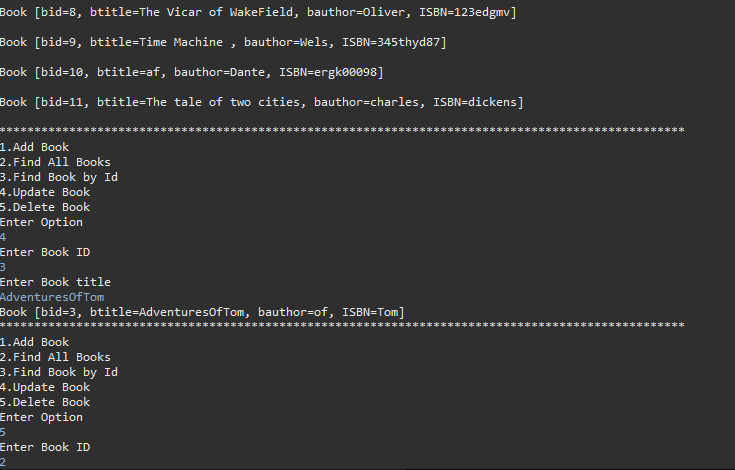 Book [bid=8, btitle=The Vicar of WakeField, bauthor=Oliver, ISBN=123edgmv]
Book [bid=9, btitle=Time Machine , bauthor=Wels, ISBN=345thyd87]
Book [bid=10, btitle=af, bauthor=Dante, ISBN=ergk00098]
Book [bid=11, btitle=The tale of two cities, bauthor=charles, ISBN=dickens]
**************************************************************************************************
1.Add Book
2.Find All Books
3.Find Book by Id
4.Update Book
5.Delete Book
Enter Option
4
Enter Book ID
3
Enter Book title
AdventuresOfTom
Book [bid=3, btitle=AdventuresOfTom, bauthor=of, ISBN=Tom]
**************************************************************************************************
1.Add Book
2.Find All Books
3.Find Book by Id
4.Update Book
5.Delete Book
Enter Option
5
Enter Book ID
2